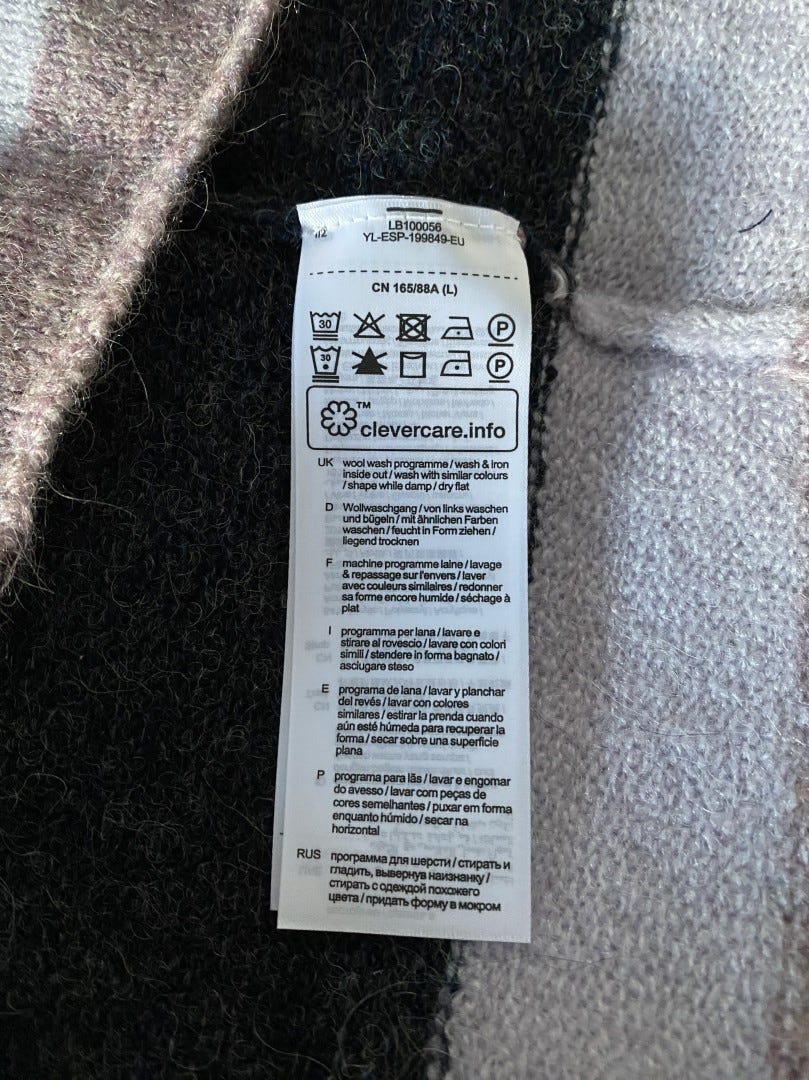 1/2
LB100056
YL-ESP-199849-EU
CN 165/88A (L)
30 P
30 P
TM
clevercare.info
UK wool wash programme / wash & iron
inside out / wash with similar colours
/ shape while damp / dry flat
D Wollwaschgang / von links waschen
und bügeln / mit ähnlichen Farben
waschen / feucht in Form ziehen /
liegend trocknen
F machine programme laine / lavage
& repassage sur l'envers / laver
avec couleurs similaires / redonner
sa forme encore humide / séchage à
plat
I programma per lana / lavare e
stirare al rovescio / lavare con colori
simili / stendere in forma bagnato /
asciugare steso
E programa de lana / lavar y planchar
del revés / lavar con colores
similares / estirar la prenda cuando
aún esté húmeda para recuperar la
forma / secar sobre una superficie
plana
P programa para lãs / lavar e engomar
do avesso / lavar com peças de
cores semelhantes / puxar em forma
enquanto húmido / secar na
horizontal
RUS программа для шерсти / стирать и
гладить, вывернув наизнанку /
стирать с одеждой похожего
цвета / придать форму в мокром